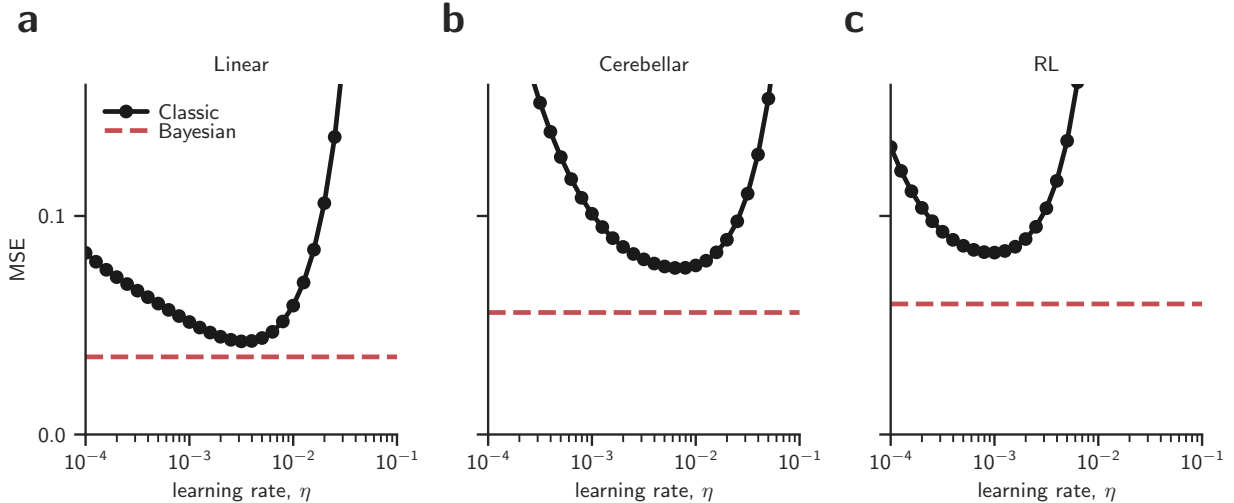 a
Linear
Classic
Bayesian
MSE
0.1
0.0
10⁻⁴
10⁻³
10⁻²
10⁻¹
learning rate, η
b
Cerebellar
10⁻⁴
10⁻³
10⁻²
10⁻¹
learning rate, η
c
RL
10⁻⁴
10⁻³
10⁻²
10⁻¹
learning rate, η